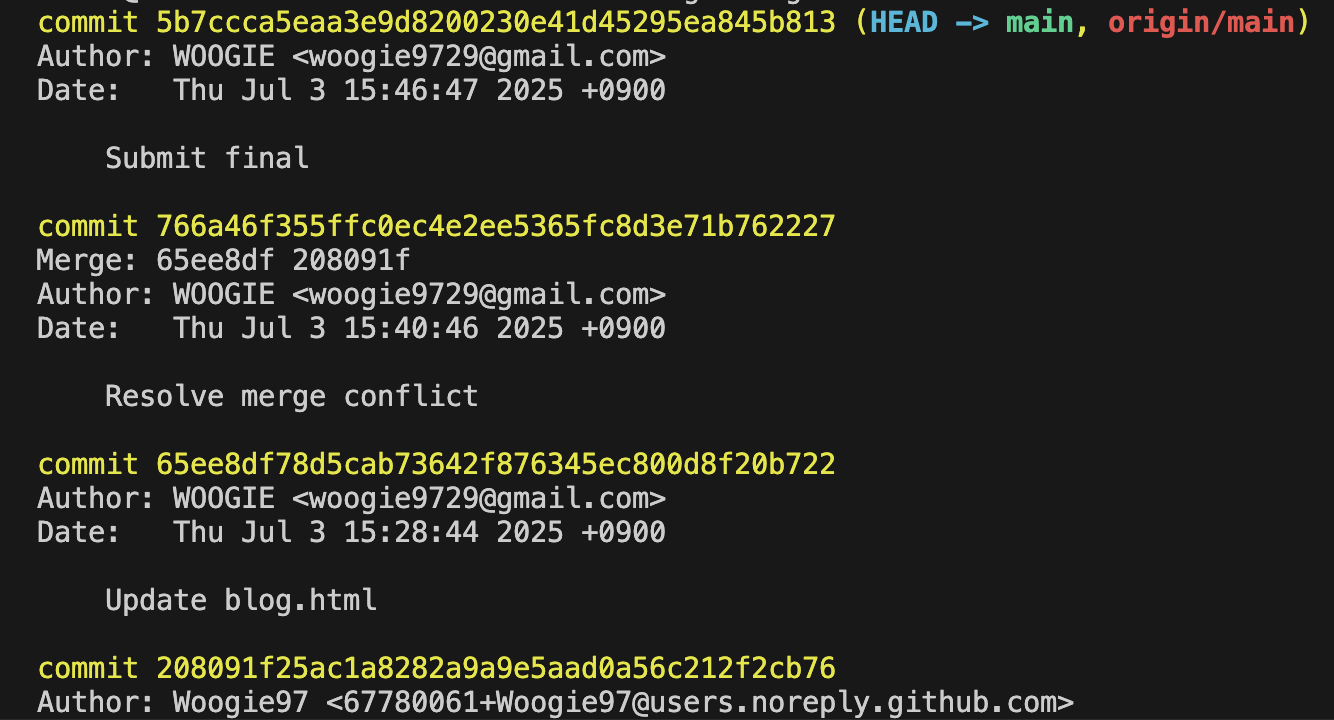 commit 5b7ccca5eaa3e9d8200230e41d45295ea845b813 (HEAD -> main, origin/main)
Author: WOOGIE <woogie9729@gmail.com>
Date:   Thu Jul 3 15:46:47 2025 +0900
Submit final
commit 766a46f355ffc0ec4e2ee5365fc8d3e71b762227
Merge: 65ee8df 208091f
Author: WOOGIE <woogie9729@gmail.com>
Date:   Thu Jul 3 15:40:46 2025 +0900
Resolve merge conflict
commit 65ee8df78d5cab73642f876345ec800d8f20b722
Author: WOOGIE <woogie9729@gmail.com>
Date:   Thu Jul 3 15:28:44 2025 +0900
Update blog.html
commit 208091f25ac1a8282a9a9e5aad0a56c212f2cb76
Author: Woogie97 <67780061+Woogie97@users.noreply.github.com>